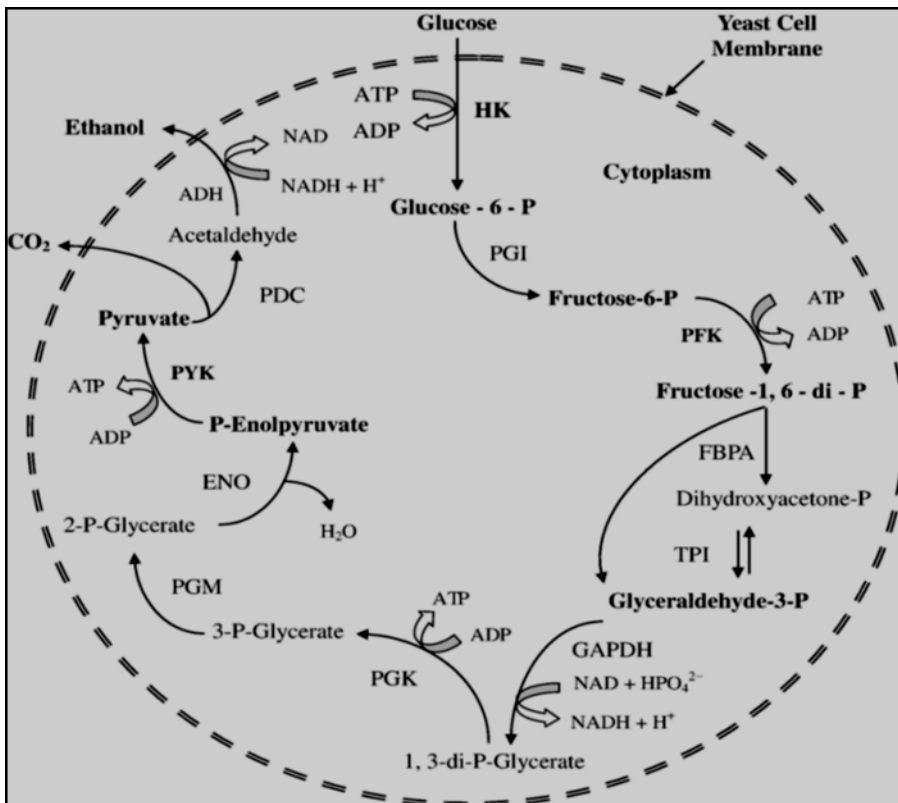 Glucose
Yeast Cell
Membrane
ATP
ADP
HK
Ethanol
NAD
NADH + H⁺
ADH
Cytoplasm
Glucose - 6 - P
Acetaldehyde
CO₂
PGI
PDC
Fructose-6-P
ATP
ADP
PFK
Pyruvate
PYK
ATP
ADP
Fructose -1, 6 - di - P
P-Enolpyruvate
FBPA
ENO
Dihydroxyacetone-P
2-P-Glycerate
H₂O
TPI
PGM
Glyceraldehyde-3-P
ATP
ADP
3-P-Glycerate
GAPDH
PGK
NAD + HPO₄²⁻
NADH + H⁺
1, 3-di-P-Glycerate